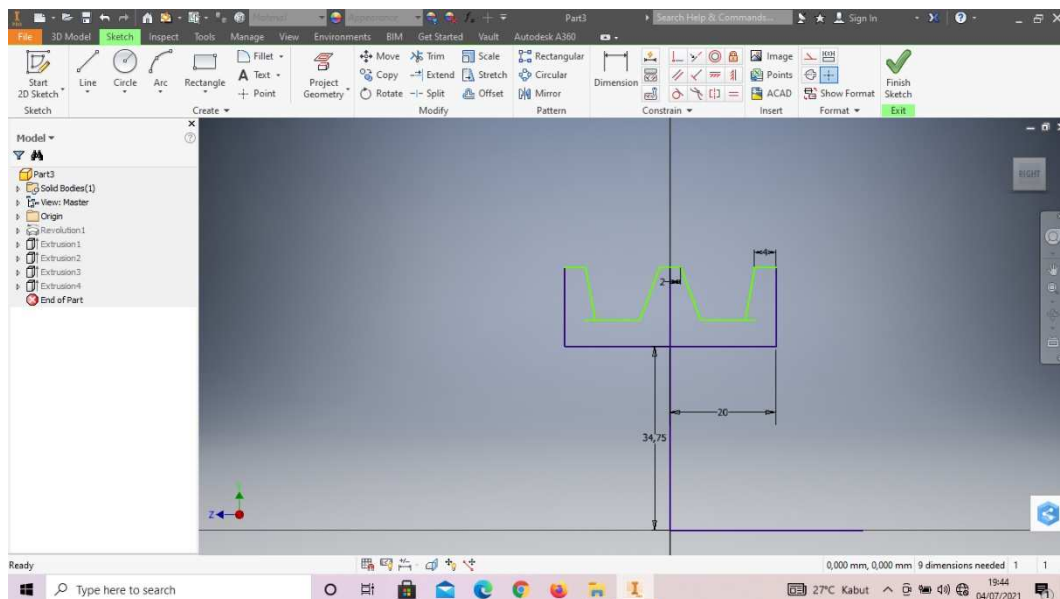 Material
Appearance
Part3
Search Help & Commands...
Sign In
File 3D Model Sketch Inspect Tools Manage View Environments BIM Get Started Vault Autodesk A360
Start 2D Sketch
Line
Circle
Arc
Rectangle
Fillet
Text
Point
Project Geometry
Move
Trim
Scale
Copy
Extend
Stretch
Rotate
Split
Offset
Rectangular
Circular
Mirror
Dimension
Image
Points
ACAD
Show Format
Finish Sketch
Sketch
Create
Modify
Pattern
Constrain
Insert
Format
Exit
Model
Part3
Solid Bodies(1)
View: Master
Origin
Revolution1
Extrusion1
Extrusion2
Extrusion3
Extrusion4
End of Part
RIGHT
4
2
20
34,75
Z
Ready
0,000 mm, 0,000 mm 9 dimensions needed 1 1
Type here to search
27°C Kabut
19:44
04/07/2021